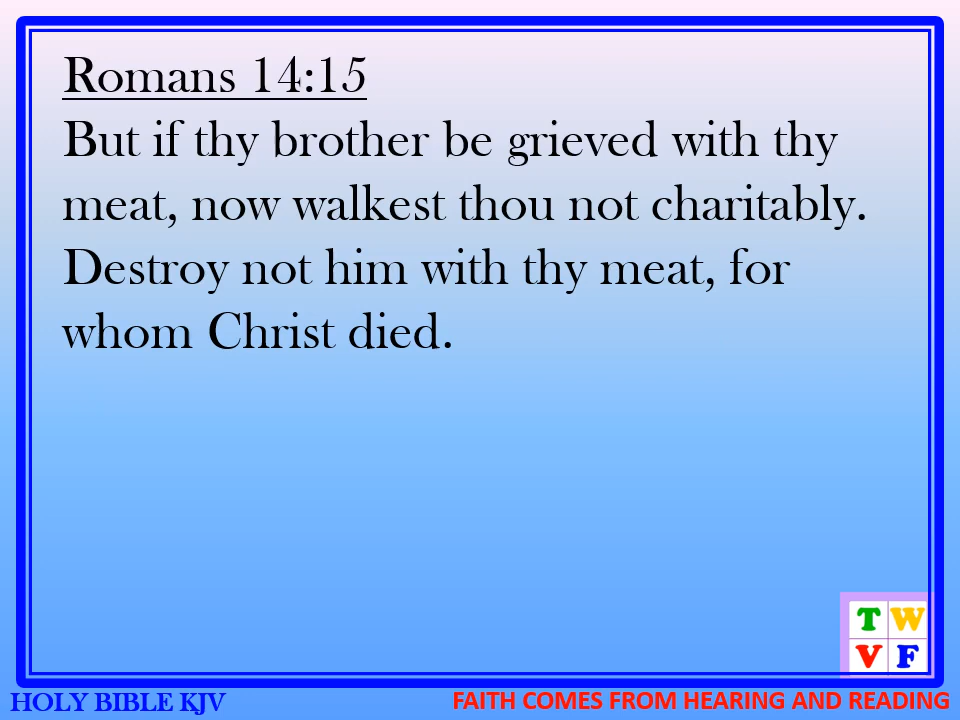 Romans 14:15
But if thy brother be grieved with thy
meat, now walkest thou not charitably.
Destroy not him with thy meat, for
whom Christ died.
T W
V F
HOLY BIBLE KJV
FAITH COMES FROM HEARING AND READING